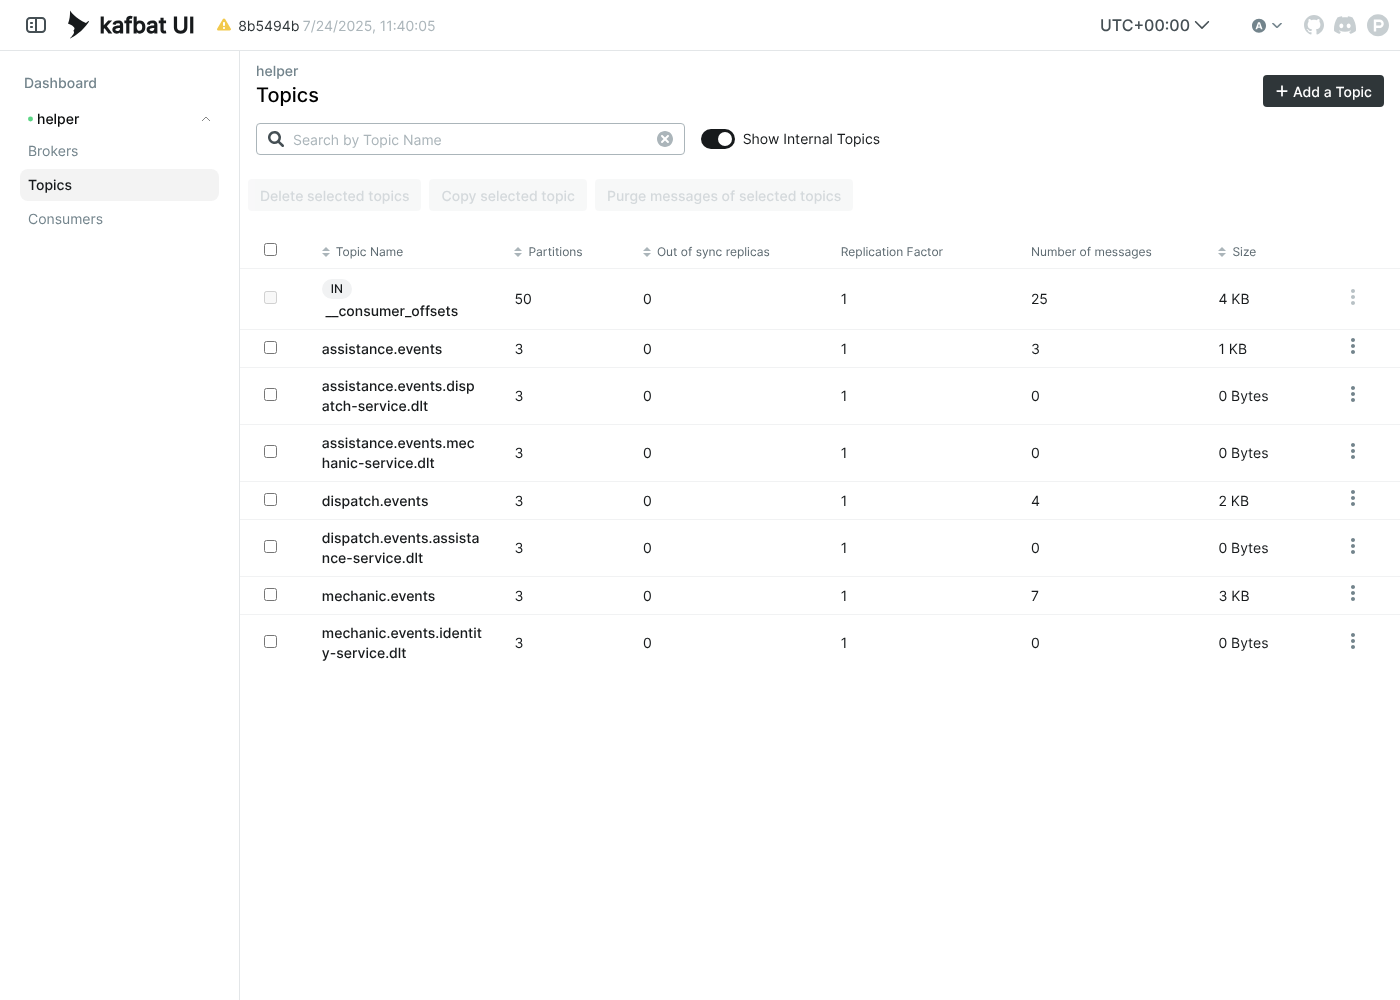 kafbat UI
8b5494b 7/24/2025, 11:40:05
UTC+00:00
A
P
Dashboard
helper
Brokers
Topics
Consumers
helper
Topics
Add a Topic
Search by Topic Name
Show Internal Topics
Delete selected topics
Copy selected topic
Purge messages of selected topics
Topic Name Partitions Out of sync replicas Replication Factor Number of messages Size
IN
__consumer_offsets 50 0 1 25 4 KB
assistance.events 3 0 1 3 1 KB
assistance.events.disp
atch-service.dlt 3 0 1 0 0 Bytes
assistance.events.mec
hanic-service.dlt 3 0 1 0 0 Bytes
dispatch.events 3 0 1 4 2 KB
dispatch.events.assista
nce-service.dlt 3 0 1 0 0 Bytes
mechanic.events 3 0 1 7 3 KB
mechanic.events.identit
y-service.dlt 3 0 1 0 0 Bytes